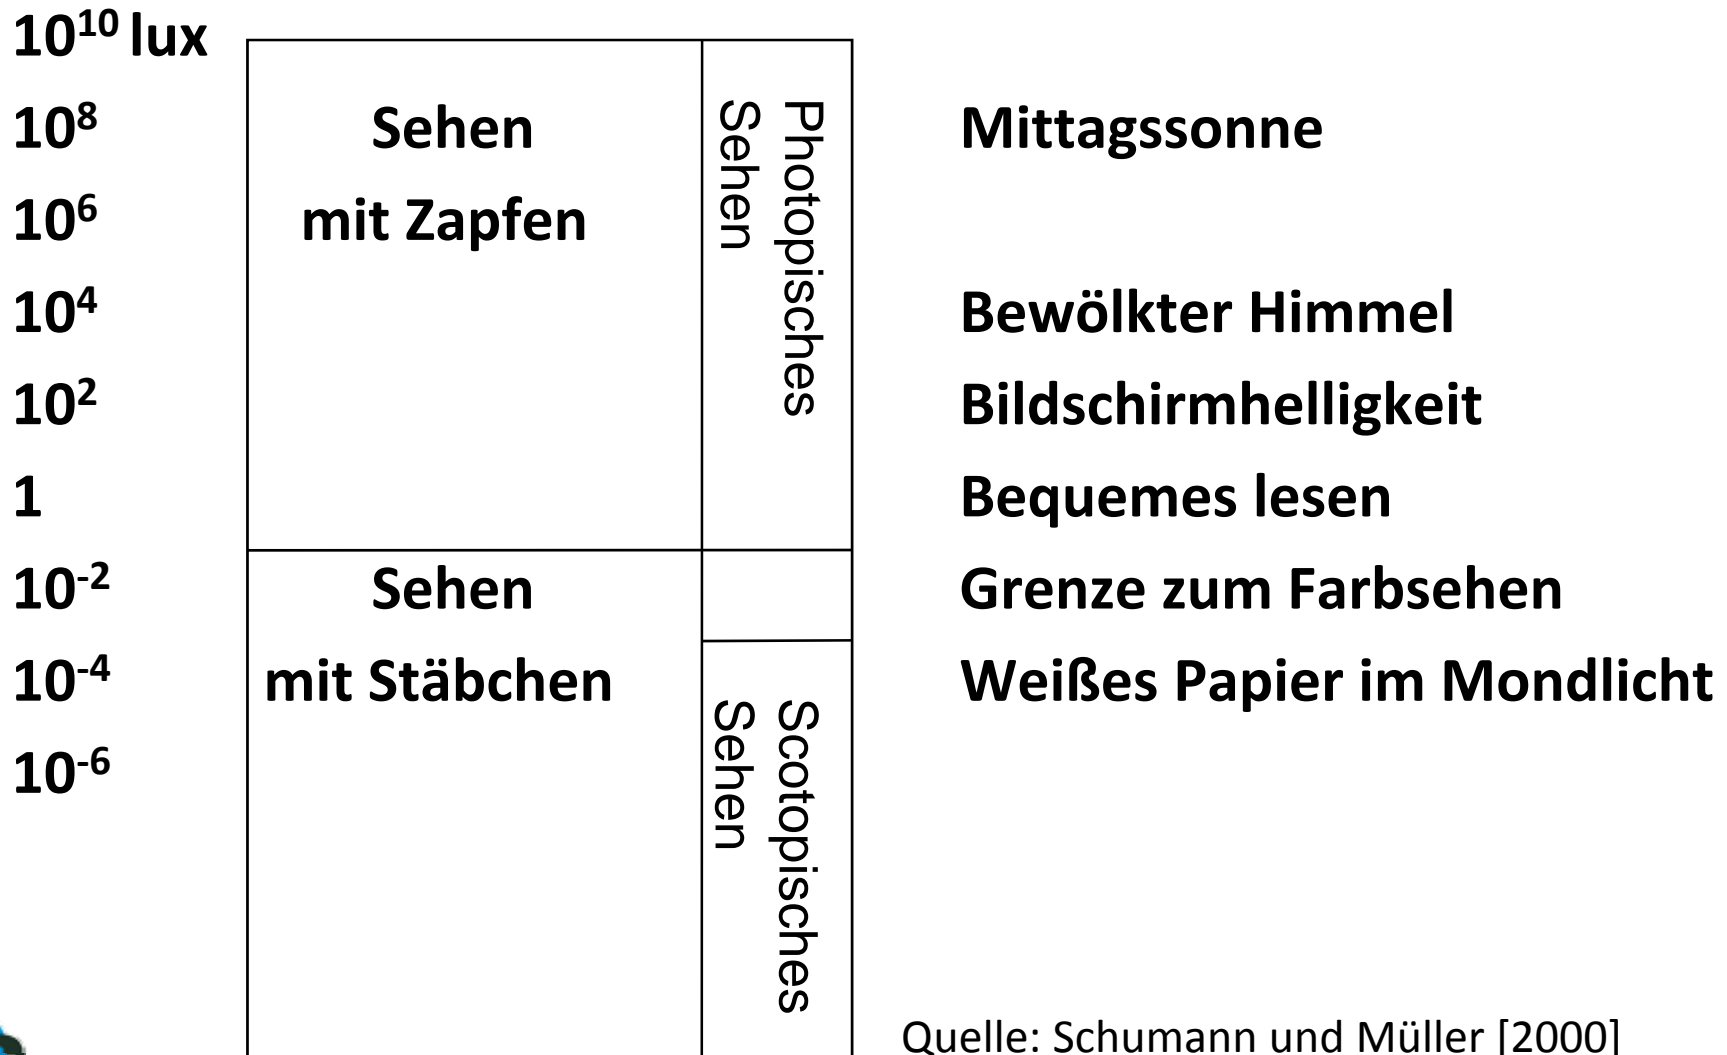 10¹⁰ lux
10⁸ Sehen Mittagssonne
10⁶ mit Zapfen
10⁴ Bewölkter Himmel
10² Bildschirmhelligkeit
1 Bequemes lesen
10⁻² Sehen Grenze zum Farbsehen
10⁻⁴ mit Stäbchen Weißes Papier im Mondlicht
10⁻⁶
Photopisches
Sehen
Scotopisches
Sehen
Quelle: Schumann und Müller [2000]